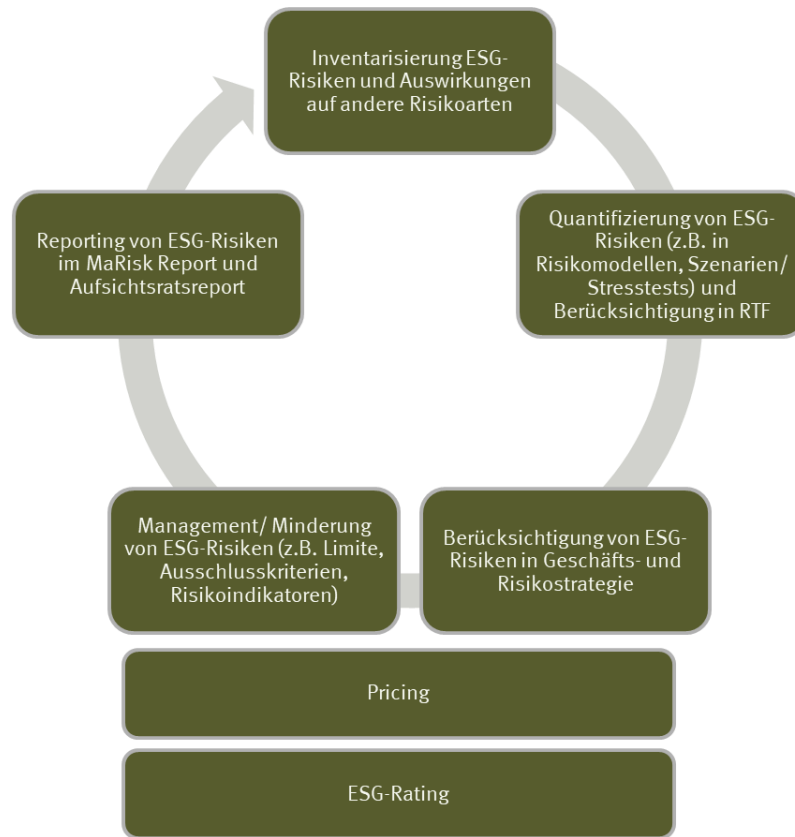 Inventarisierung ESG-
Risiken und Auswirkungen
auf andere Risikoarten
Quantifizierung von ESG-
Risiken (z.B. in
Risikomodellen, Szenarien/
Stresstests) und
Berücksichtigung in RTF
Berücksichtigung von ESG-
Risiken in Geschäfts- und
Risikostrategie
Management/ Minderung
von ESG-Risiken (z.B. Limite,
Ausschlusskriterien,
Risikoindikatoren)
Reporting von ESG-Risiken
im MaRisk Report und
Aufsichtsratsreport
Pricing
ESG-Rating